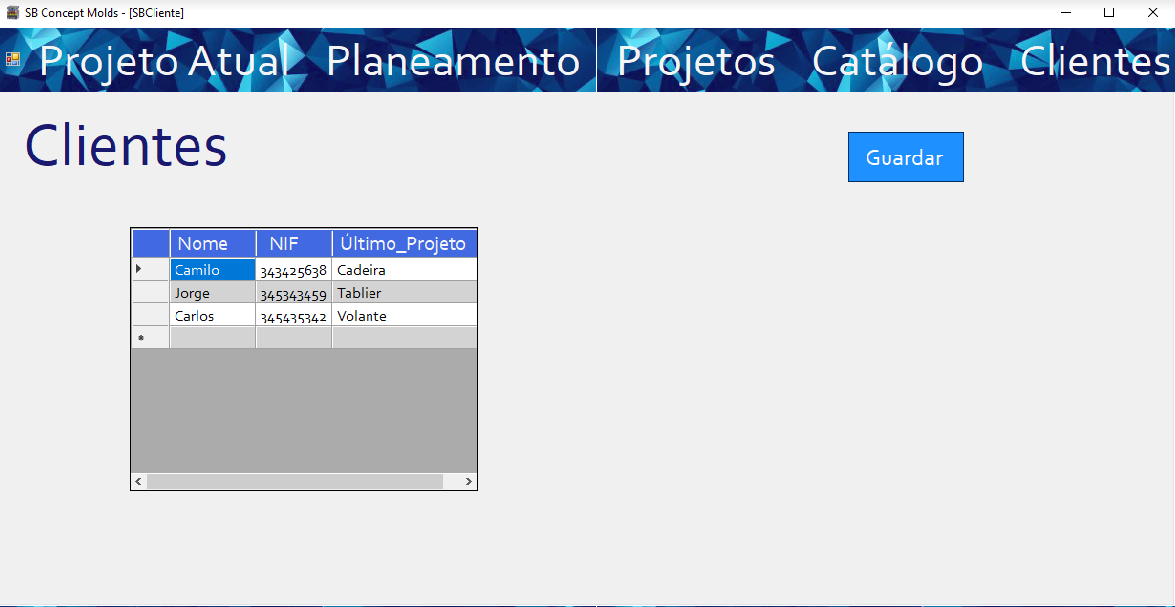 SB Concept Molds - [SBCliente]
Projeto Atual Planeamento Projetos Catálogo Clientes
Clientes
Guardar
Nome NIF Último_Projeto
Camilo 343425638 Cadeira
Jorge 345343459 Tablier
Carlos 345435342 Volante